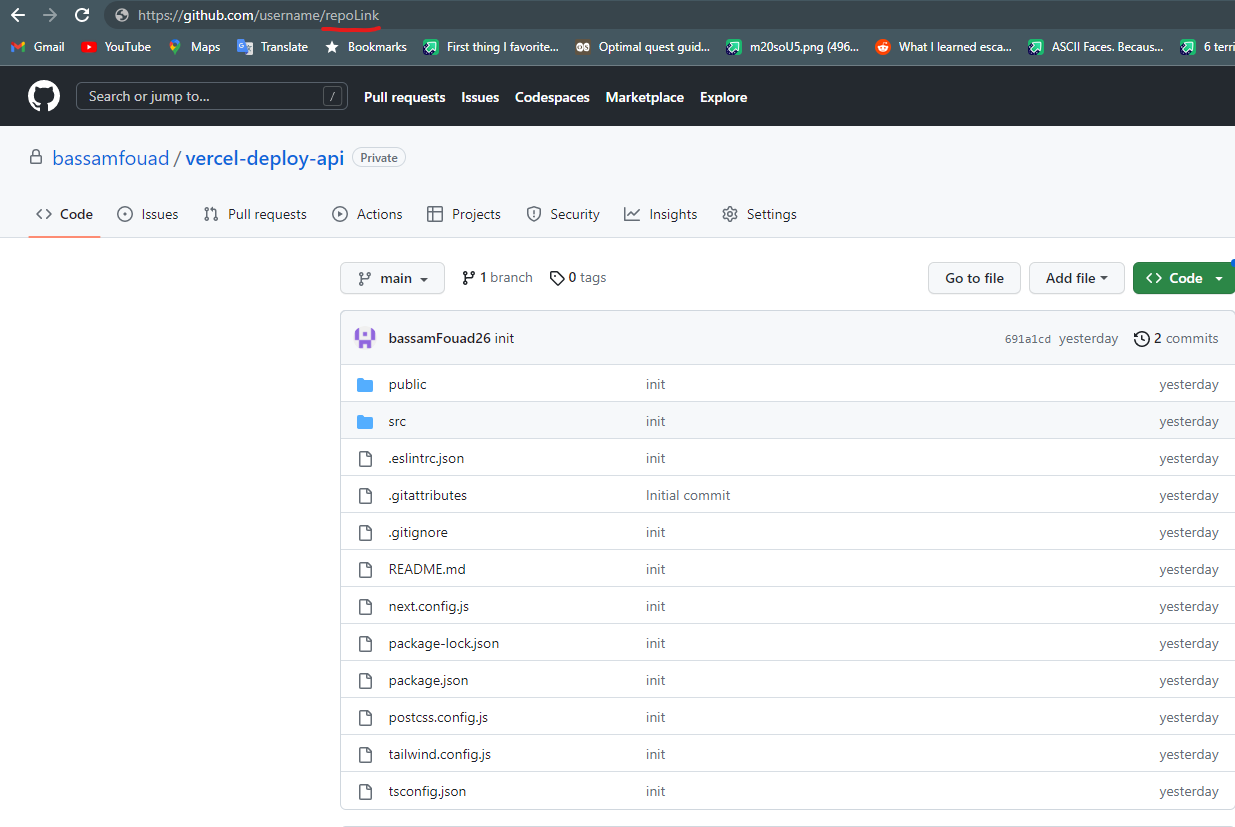 https://github.com/username/repoLink
Gmail YouTube Maps Translate Bookmarks First thing I favorite... Optimal quest guid... m20soU5.png (496... What I learned esca... ASCII Faces. Becaus... 6 terri
Search or jump to... / Pull requests Issues Codespaces Marketplace Explore
bassamfouad / vercel-deploy-api Private
Code Issues Pull requests Actions Projects Security Insights Settings
main 1 branch 0 tags Go to file Add file Code
bassamFouad26 init 691a1cd yesterday 2 commits
public init yesterday
src init yesterday
.eslintrc.json init yesterday
.gitattributes Initial commit yesterday
.gitignore init yesterday
README.md init yesterday
next.config.js init yesterday
package-lock.json init yesterday
package.json init yesterday
postcss.config.js init yesterday
tailwind.config.js init yesterday
tsconfig.json init yesterday